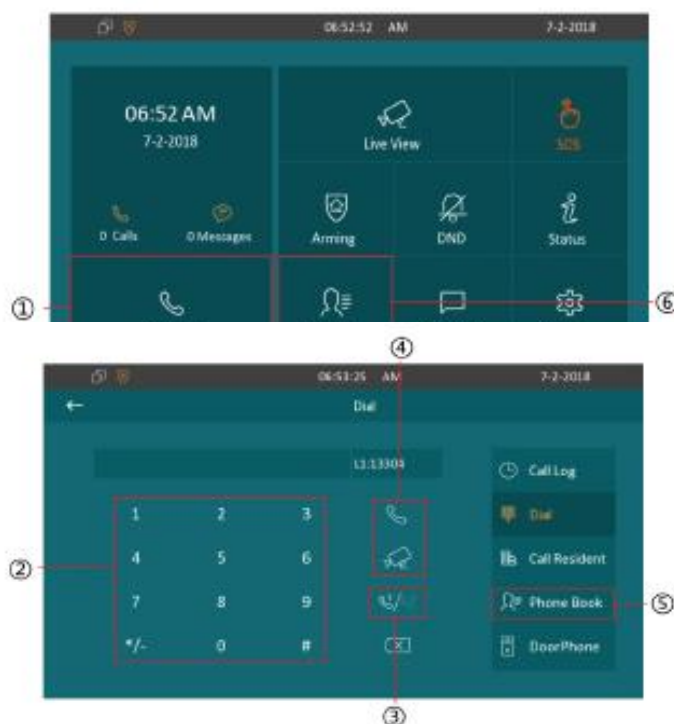 06:52:52 AM 7-2-2018
06:52 AM
7-2-2018
Live View
SOS
0 Calls 0 Messages
Arming DND Status
①
⑥
④
06:53:25 AM 7-2-2018
Dial
L1:13304
Call Log
1 2 3
Dial
②
4 5 6
Call Resident
7 8 9
Phone Book
⑤
*/- 0 #
DoorPhone
③